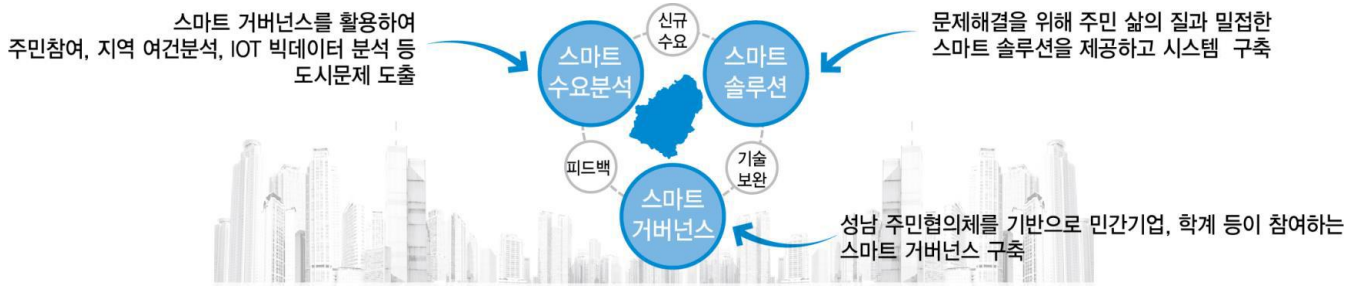 스마트 거버넌스를 활용하여
주민참여, 지역 여건분석, IOT 빅데이터 분석 등
도시문제 도출
스마트
수요분석
신규
수요
스마트
솔루션
문제해결을 위해 주민 삶의 질과 밀접한
스마트 솔루션을 제공하고 시스템 구축
피드백
기술
보완
스마트
거버넌스
성남 주민협의체를 기반으로 민간기업, 학계 등이 참여하는
스마트 거버넌스 구축